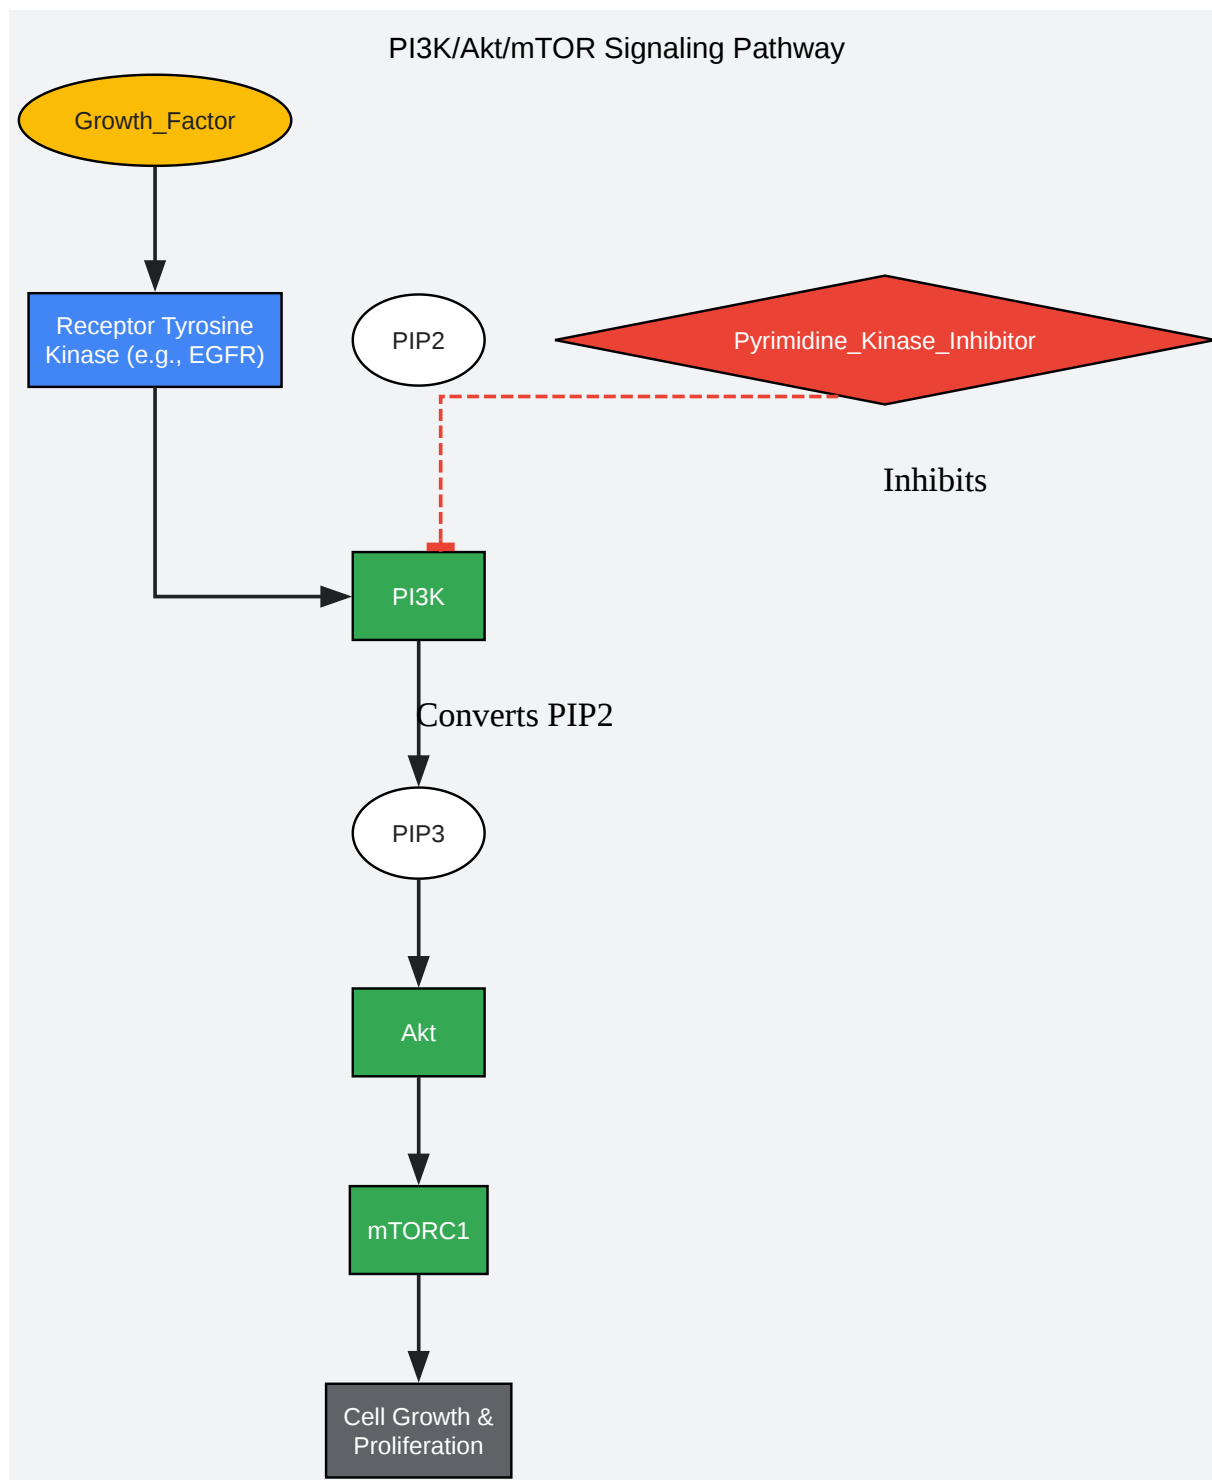 PI3K/Akt/mTOR Signaling Pathway
Growth_Factor
Receptor Tyrosine
Kinase (e.g., EGFR)
PIP2
Pyrimidine_Kinase_Inhibitor
Inhibits
PI3K
Converts PIP2
PIP3
Akt
mTORC1
Cell Growth &
Proliferation